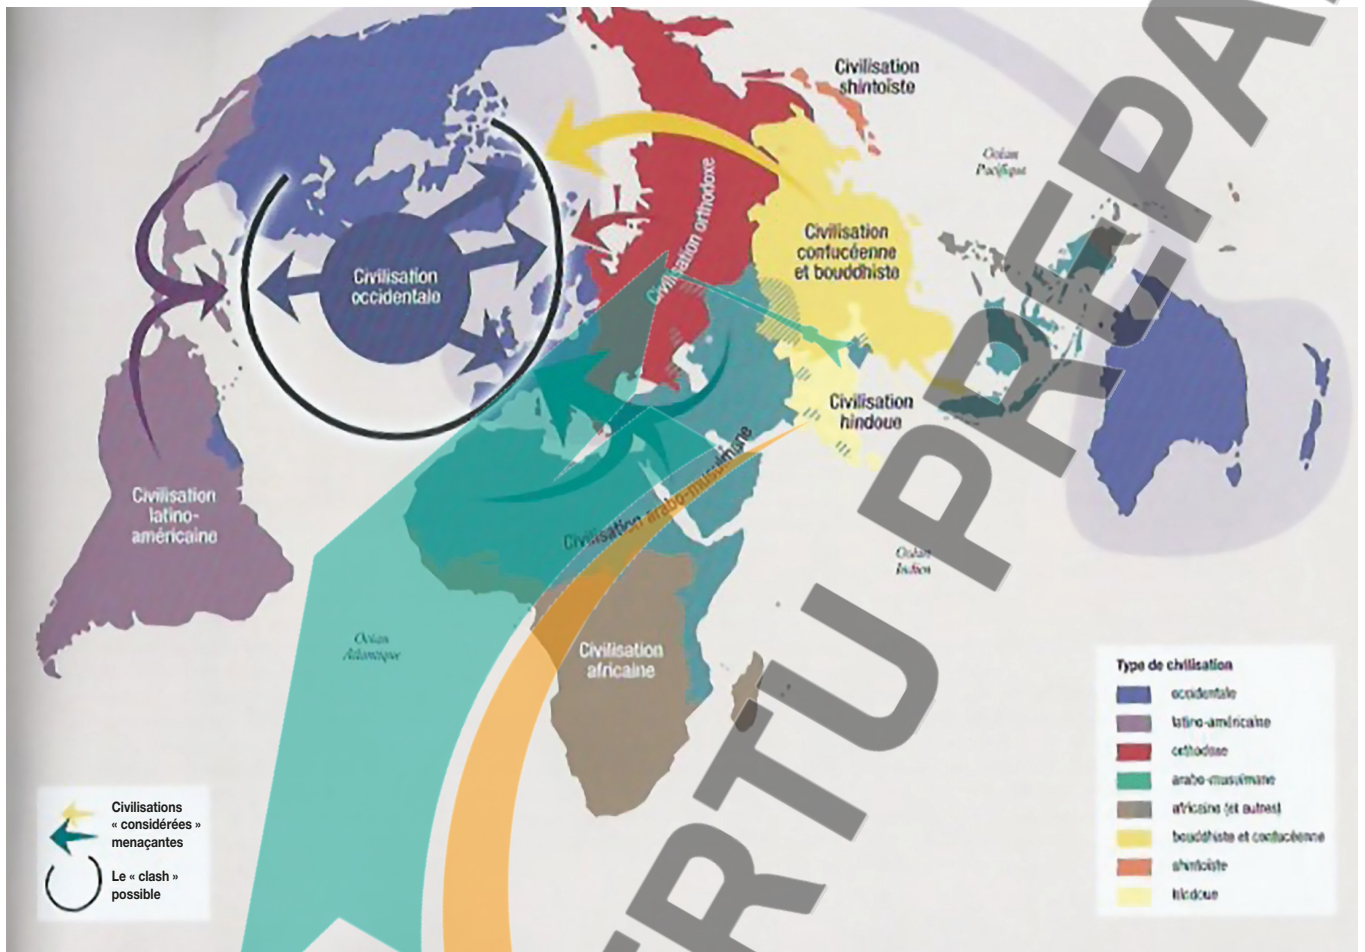 Civilisation
shintoïste
Océan
Pacifique
Civilisation orthodoxe
Civilisation
confucéenne
et bouddhiste
Civilisation
occidentale
Civilisation
hindoue
Civilisation arabo-musulmane
Civilisation
latino-
américaine
Océan
Indien
Océan
Atlantique
Civilisation
africaine
Type de civilisation
occidentale
latino-américaine
orthodoxe
arabo-musulmane
africaine (et autres)
bouddhiste et confucéenne
shintoïste
hindoue
Civilisations
« considérées »
menaçantes
Le « clash »
possible
ERTU PREPA